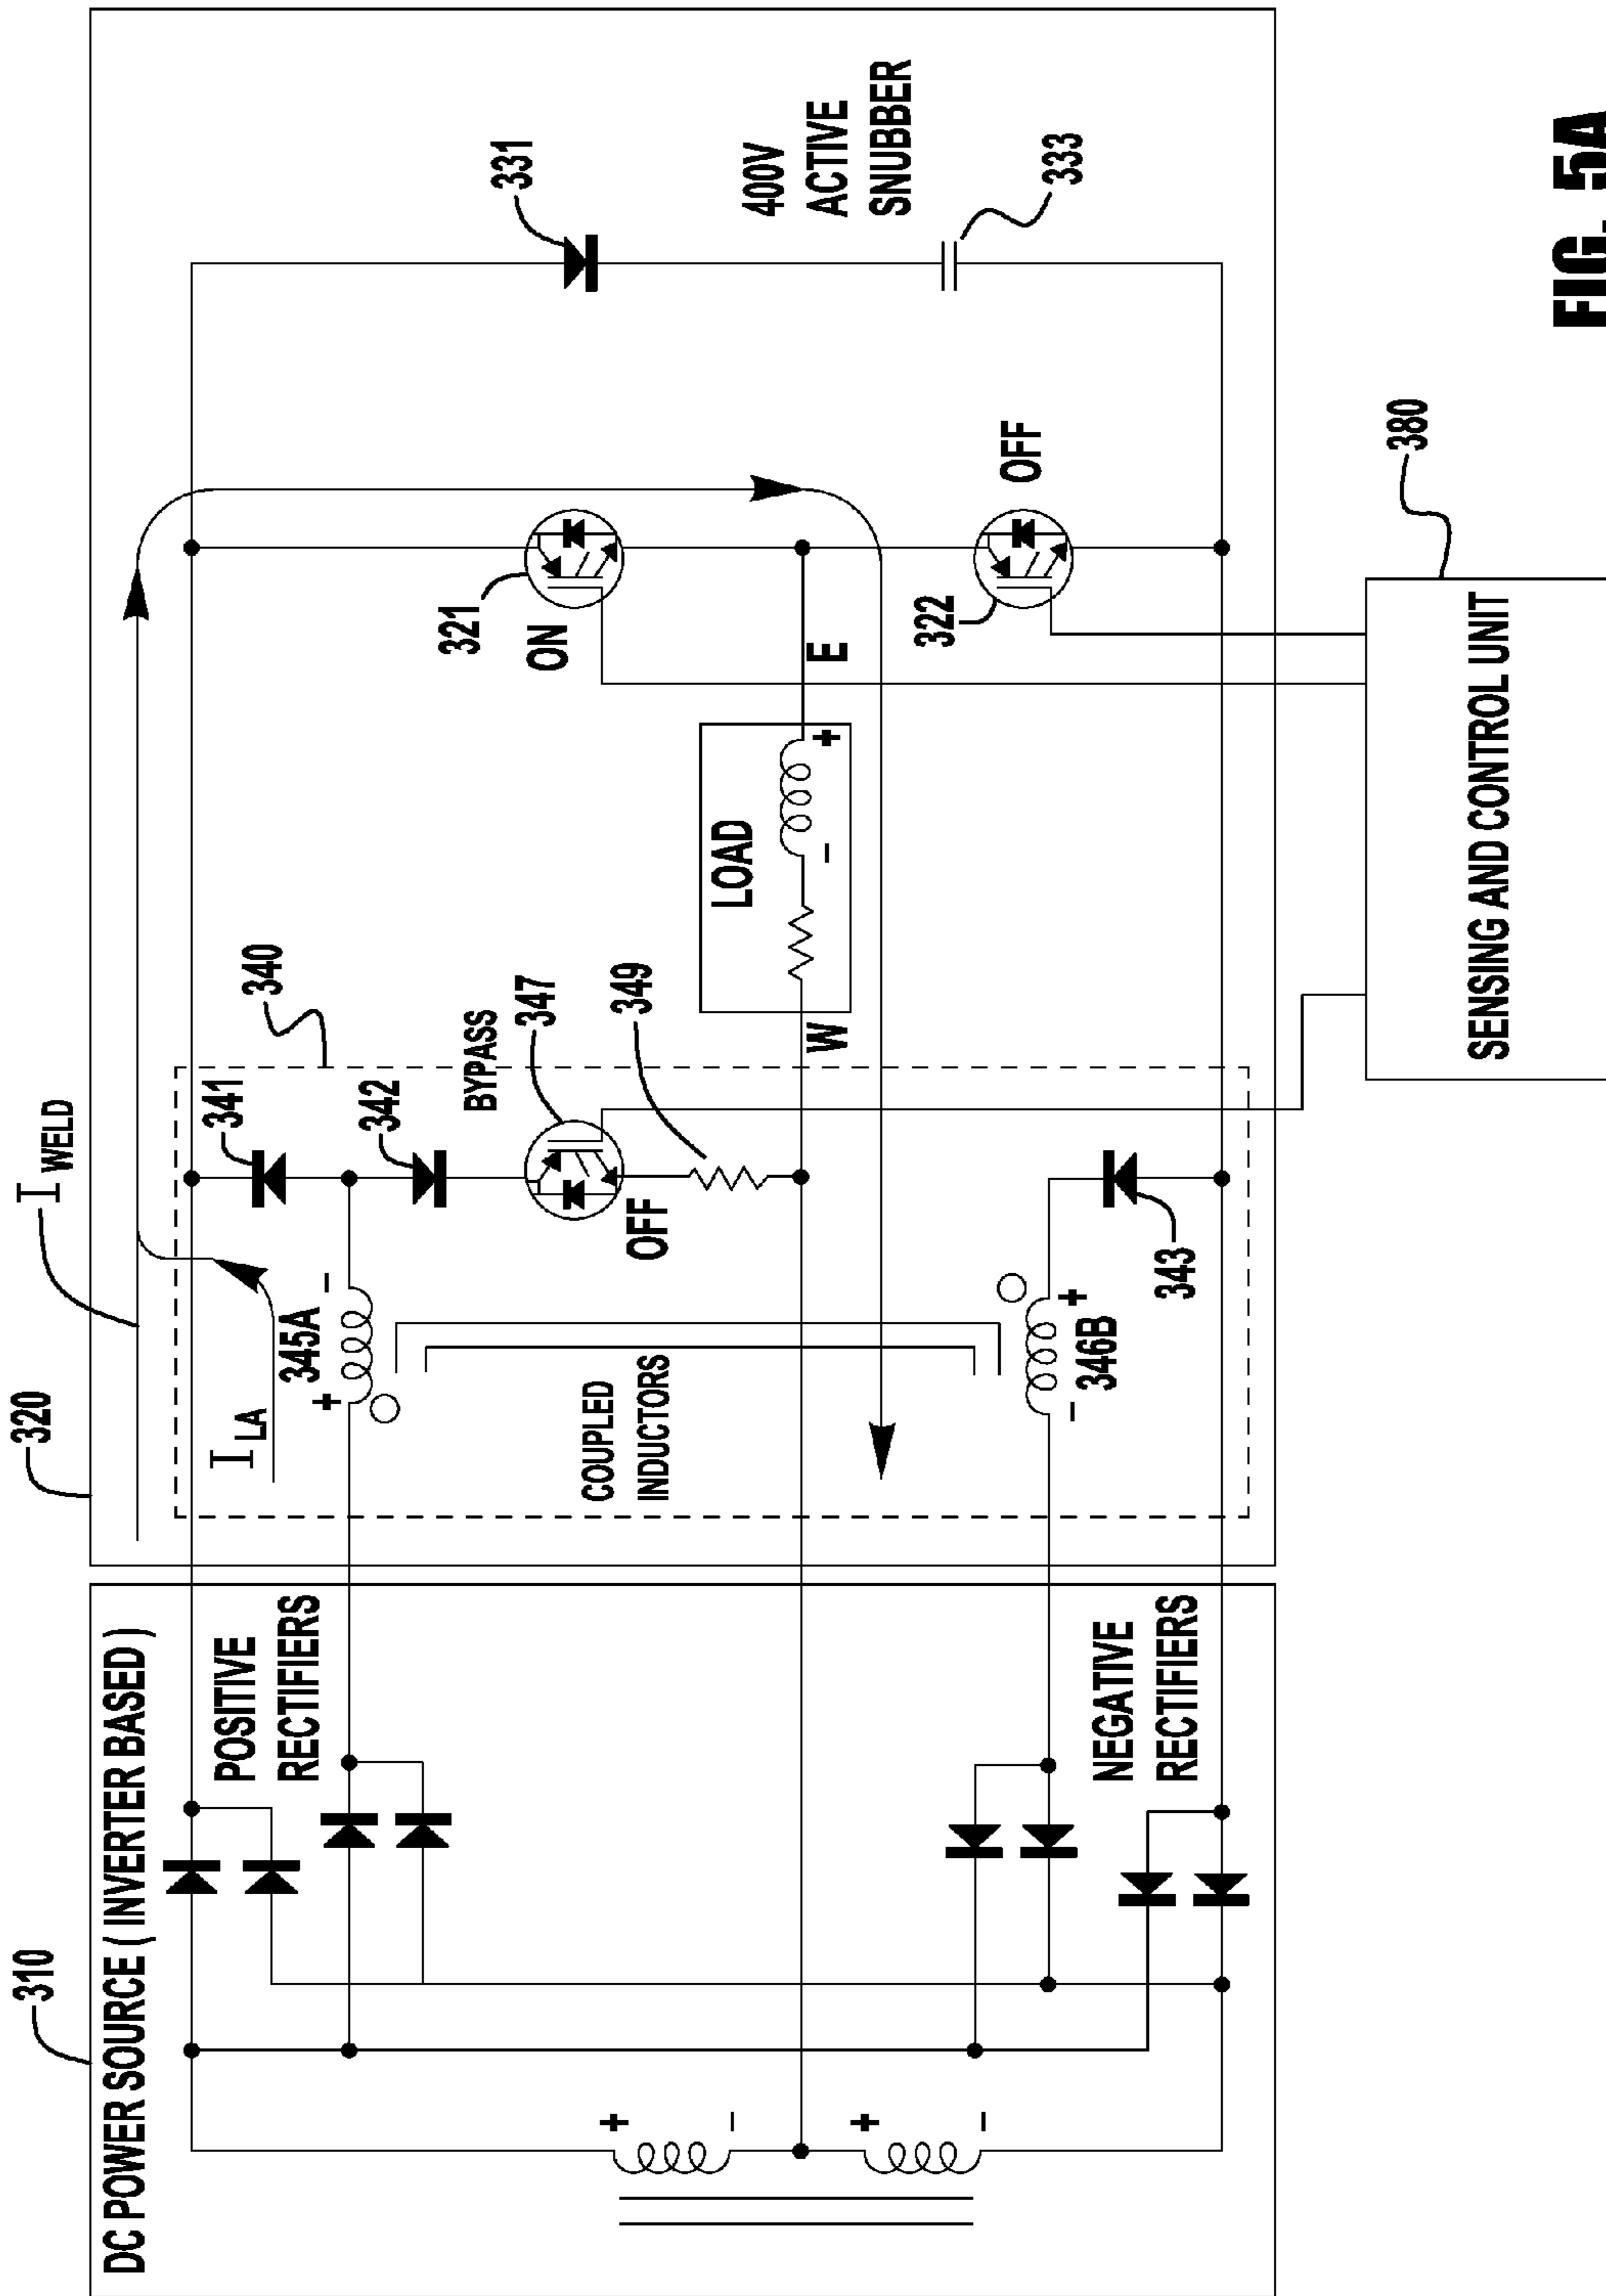 310
320
DC POWER SOURCE ( INVERTER BASED )
POSITIVE
RECTIFIERS
NEGATIVE
RECTIFIERS
+
-
+
-
I WELD
I LA
340
341
342
345A
+
-
COUPLED
INDUCTORS
BYPASS
347
OFF
349
346B
-
+
343
W
LOAD
-
+
E
321
ON
322
OFF
331
400V
ACTIVE
SNUBBER
333
380
SENSING AND CONTROL UNIT
FIG. 5A